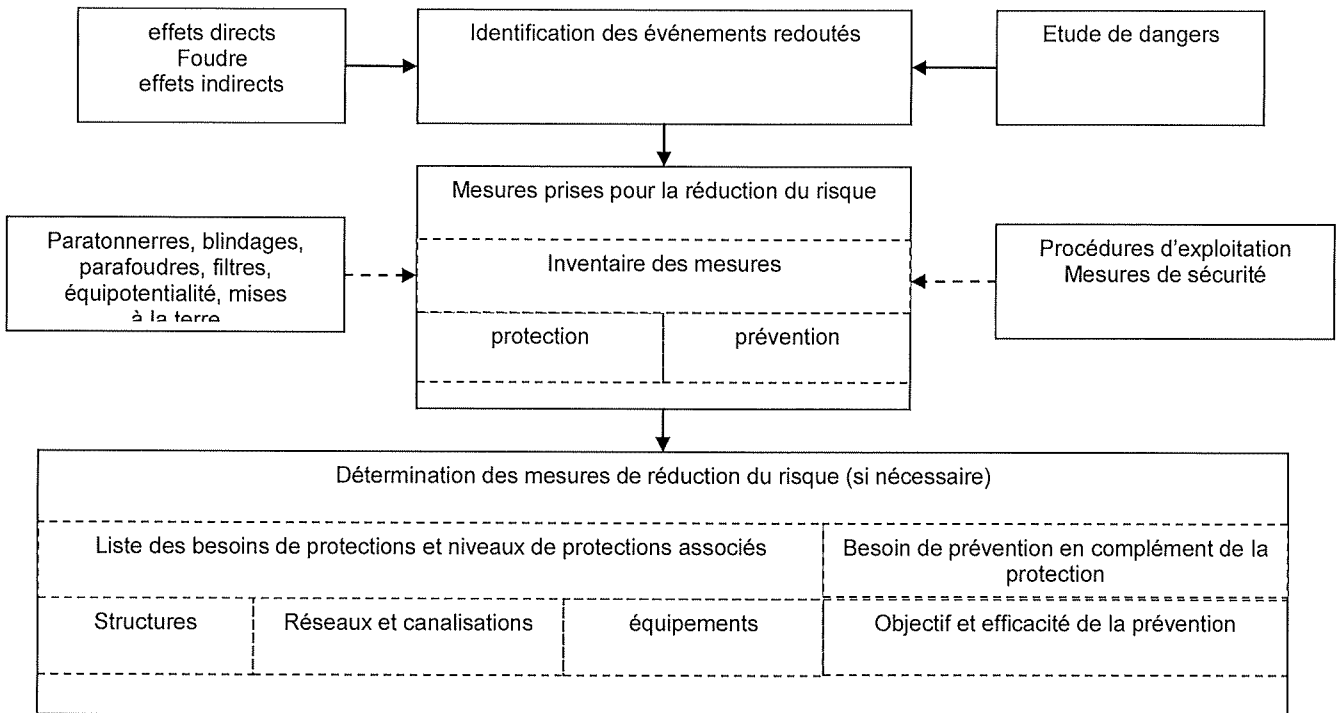 effets directs
Foudre
effets indirects
Identification des événements redoutés
Etude de dangers
Mesures prises pour la réduction du risque
Paratonnerres, blindages,
parafoudres, filtres,
équipotentialité, mises
à la terre
Inventaire des mesures
Procédures d'exploitation
Mesures de sécurité
protection
prévention
Détermination des mesures de réduction du risque (si nécessaire)
Liste des besoins de protections et niveaux de protections associés
Besoin de prévention en complément de la
protection
Structures
Réseaux et canalisations
équipements
Objectif et efficacité de la prévention